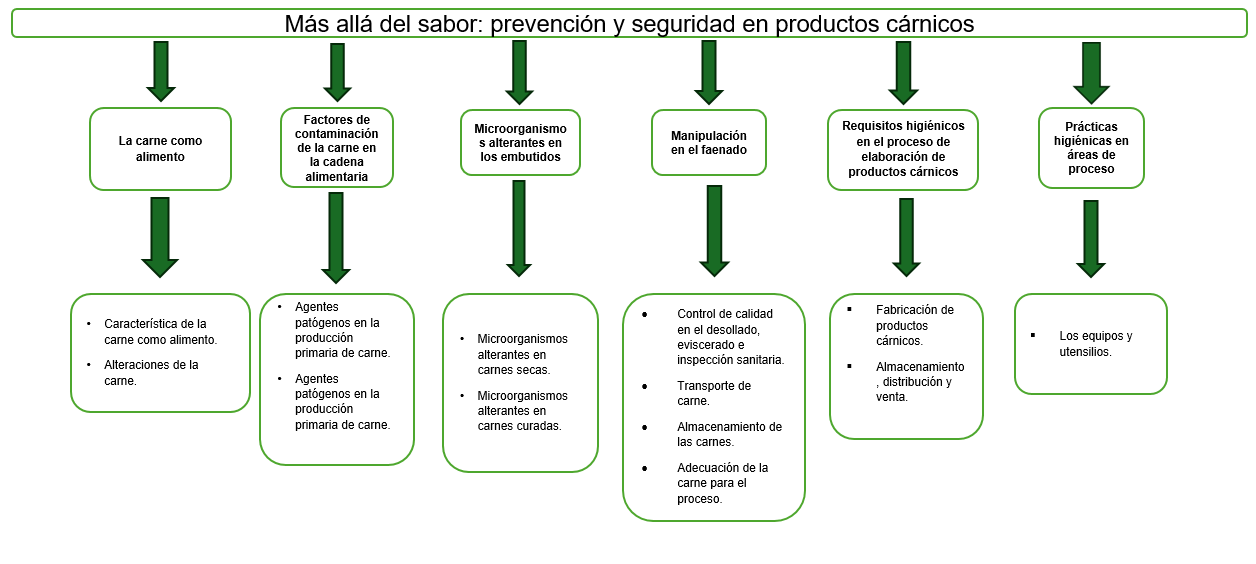 Más allá del sabor: prevención y seguridad en productos cárnicos
La carne como
alimento
Factores de
contaminación
de la carne en
la cadena
alimentaria
Microorganismo
s alterantes en
los embutidos
Manipulación
en el faenado
Requisitos higiénicos
en el proceso de
elaboración de
productos cárnicos
Prácticas
higiénicas en
áreas de
proceso
• Característica de la
carne como alimento.
• Alteraciones de la
carne.
• Agentes
patógenos en la
producción
primaria de carne.
• Agentes
patógenos en la
producción
primaria de carne.
• Microorganismos
alterantes en
carnes secas.
• Microorganismos
alterantes en
carnes curadas.
• Control de calidad
en el desollado,
eviscerado e
inspección sanitaria.
• Transporte de
carne.
• Almacenamiento de
las carnes.
• Adecuación de la
carne para el
proceso.
▪ Fabricación de
productos
cárnicos.
▪ Almacenamiento
, distribución y
venta.
▪ Los equipos y
utensilios.